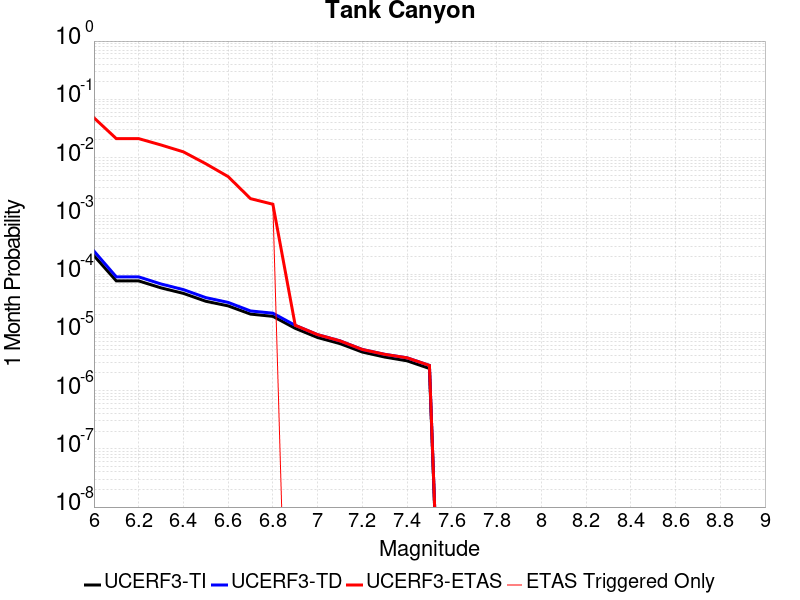 Tank Canyon
10^0
10^-1
10^-2
10^-3
10^-4
10^-5
10^-6
10^-7
10^-8
1 Month Probability
6 6.2 6.4 6.6 6.8 7 7.2 7.4 7.6 7.8 8 8.2 8.4 8.6 8.8 9
Magnitude
UCERF3-TI UCERF3-TD UCERF3-ETAS ETAS Triggered Only